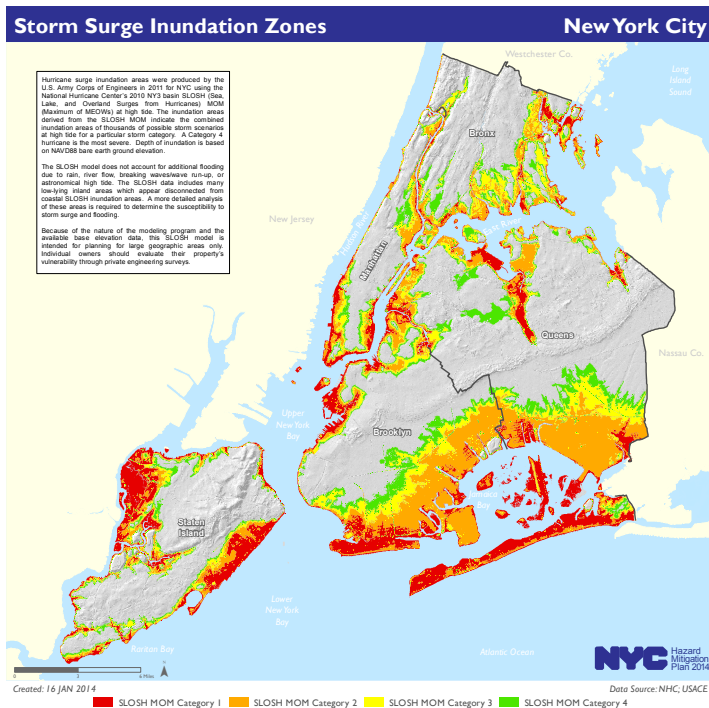 Storm Surge Inundation Zones
New York City
Hurricane surge inundation areas were produced by the
U.S. Army Corps of Engineers in 2011 for NYC using the
National Hurricane Center's 2010 NY3 basin SLOSH (Sea,
Lake, and Overland Surges from Hurricanes) MOM
(Maximum of MEOWs) at high tide. The inundation areas
derived from the SLOSH MOM indicate the combined
inundation areas of thousands of possible storm scenarios
at high tide for a particular storm category. A Category 4
hurricane is the most severe. Depth of inundation is based
on NAVD88 bare earth ground elevation.
The SLOSH model does not account for additional flooding
due to rain, river flow, breaking waves/wave run-up, or
astronomical high tide. The SLOSH data includes many
low-lying inland areas which appear disconnected from
coastal SLOSH inundation areas. A more detailed analysis
of these areas is required to determine the susceptibility to
storm surge and flooding.
Because of the nature of the modeling program and the
available base elevation data, this SLOSH model is
intended for planning for large geographic areas only.
Individual owners should evaluate their property's
vulnerability through private engineering surveys.
Westchester Co.
Long
Island
Sound
Bronx
New Jersey
Hudson River
East River
Manhattan
Queens
Nassau Co.
Upper
New York
Bay
Brooklyn
Jamaica
Bay
Staten
Island
Lower
New York
Bay
Raritan Bay
Atlantic Ocean
0 3 6 Miles
N
NYC Hazard
Mitigation
Plan 2014
Created: 16 JAN 2014
Data Source: NHC; USACE
SLOSH MOM Category 1
SLOSH MOM Category 2
SLOSH MOM Category 3
SLOSH MOM Category 4